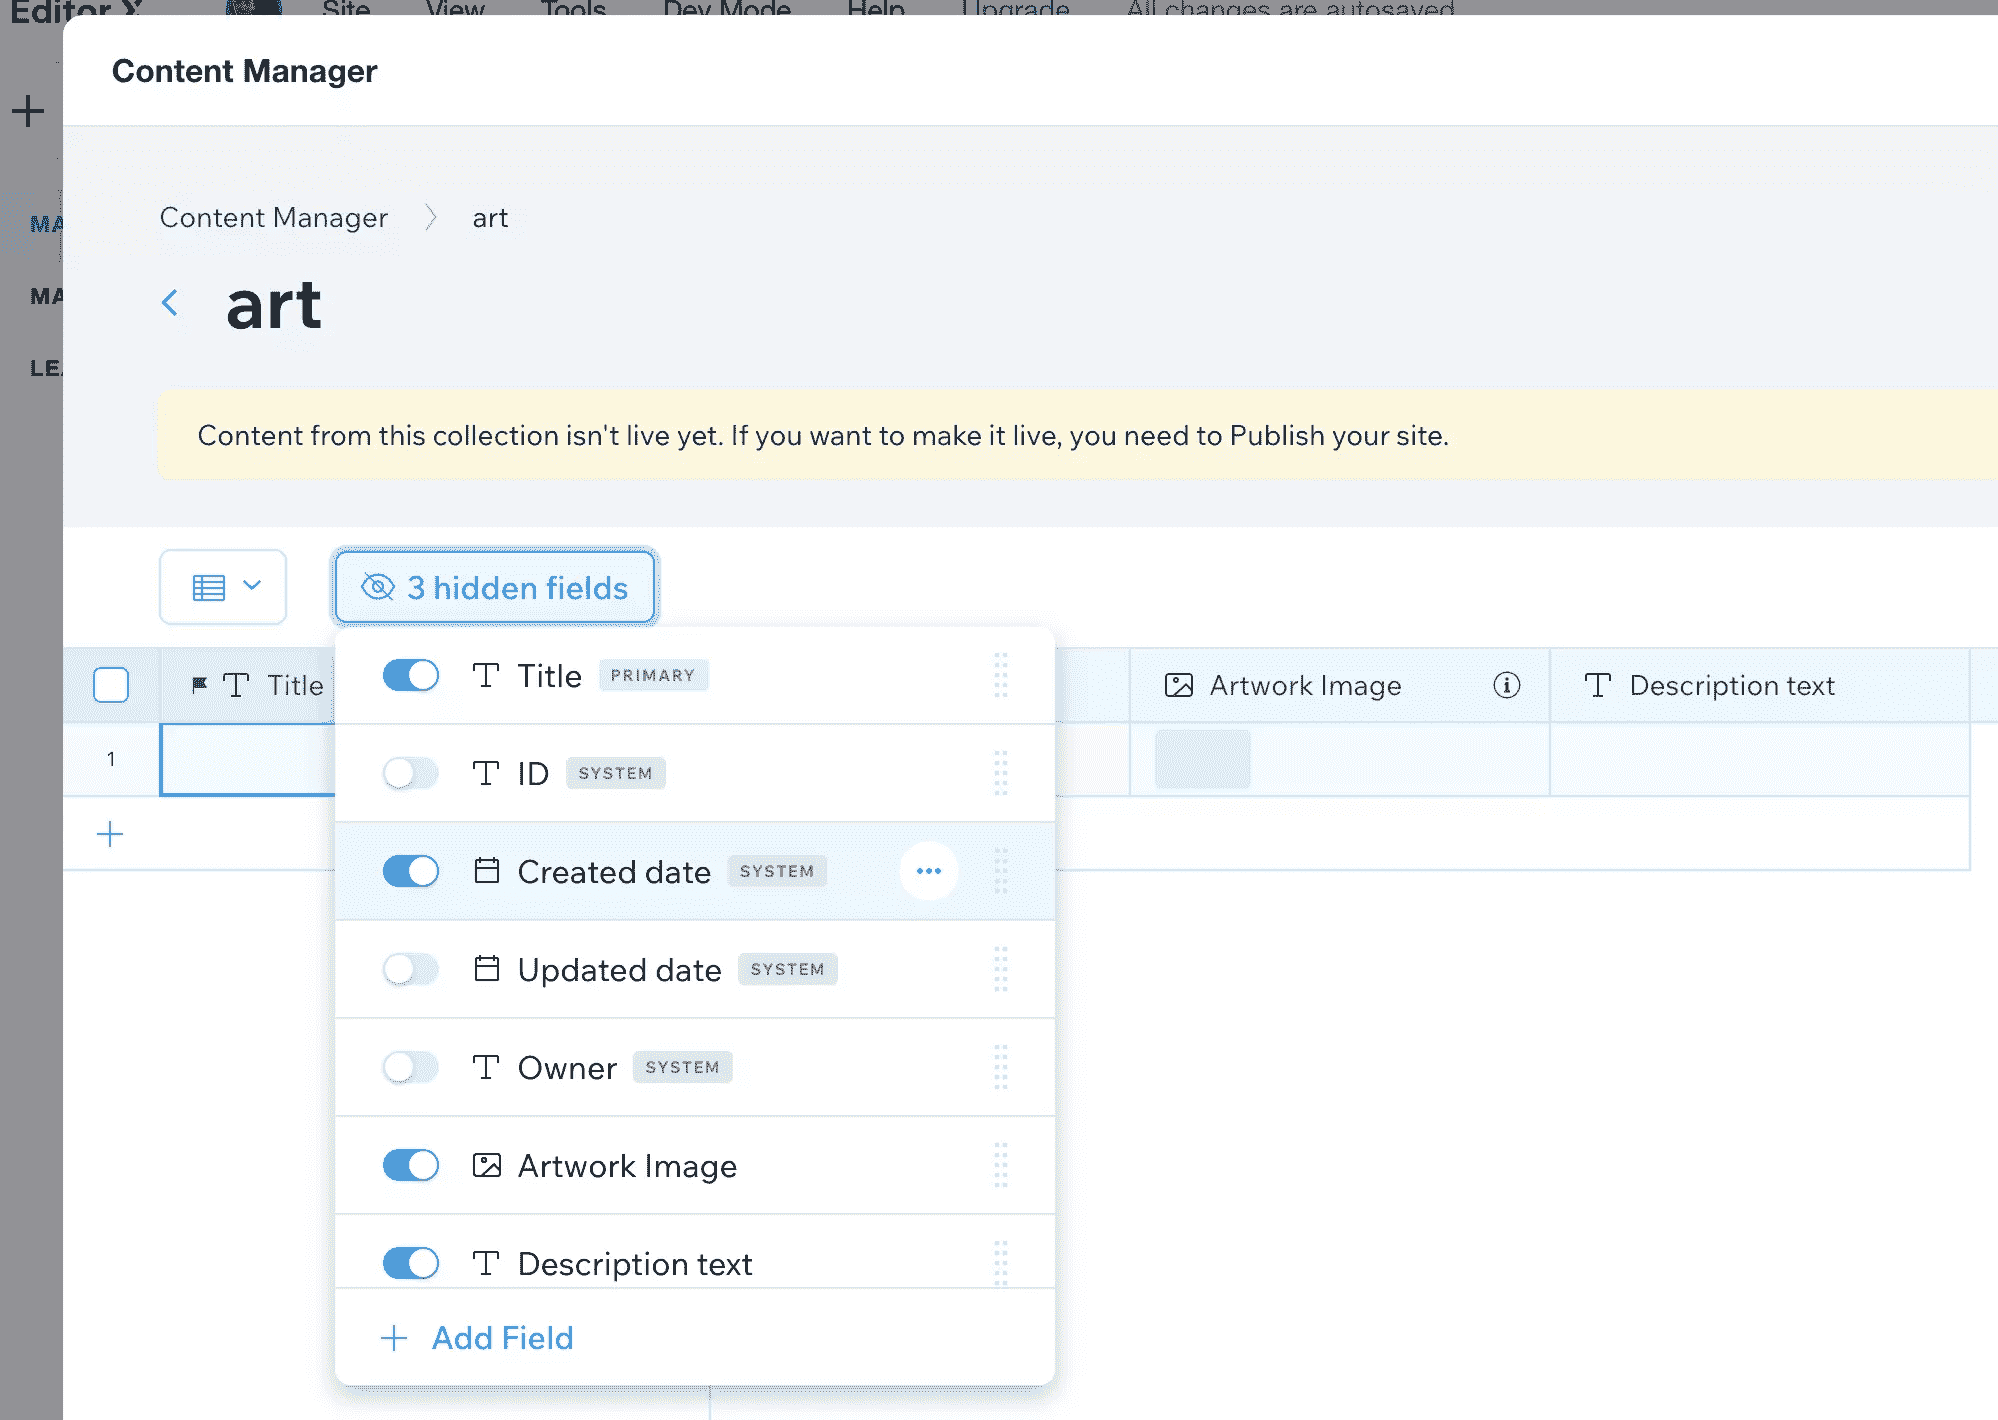 Editor X Site View Tools Dev Mode Help Upgrade All changes are autosaved
Content Manager
MA
MA
LE
Content Manager art
art
Content from this collection isn't live yet. If you want to make it live, you need to Publish your site.
3 hidden fields
Title Artwork Image Description text
1
Title PRIMARY
ID SYSTEM
Created date SYSTEM
Updated date SYSTEM
Owner SYSTEM
Artwork Image
Description text
Add Field